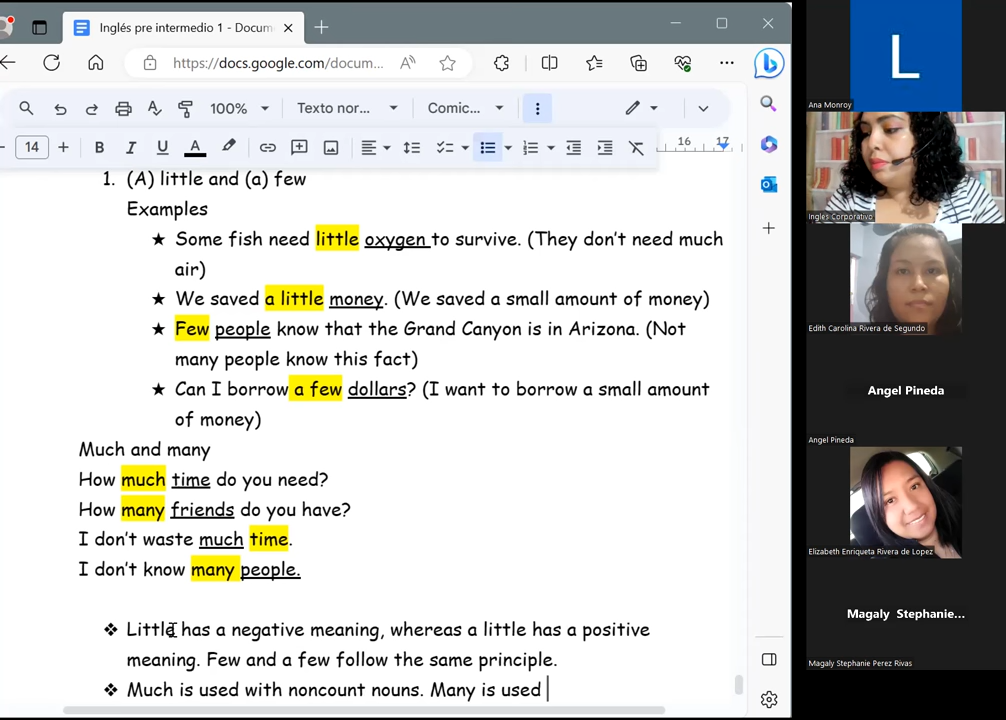 Inglés pre intermedio 1 - Docum
https://docs.google.com/docum...
100%
Texto nor...
Comic...
14
B I U A
16
17
1. (A) little and (a) few
Examples
★ Some fish need little oxygen to survive. (They don't need much
air)
★ We saved a little money. (We saved a small amount of money)
★ Few people know that the Grand Canyon is in Arizona. (Not
many people know this fact)
★ Can I borrow a few dollars? (I want to borrow a small amount
of money)
Much and many
How much time do you need?
How many friends do you have?
I don't waste much time.
I don't know many people.
❖ Little has a negative meaning, whereas a little has a positive
meaning. Few and a few follow the same principle.
❖ Much is used with noncount nouns. Many is used
L
Ana Monroy
Ingles Corporativo
Edith Carolina Rivera de Segundo
Angel Pineda
Angel Pineda
Elizabeth Enriqueta Rivera de Lopez
Magaly Stephanie...
Magaly Stephanie Perez Rivas